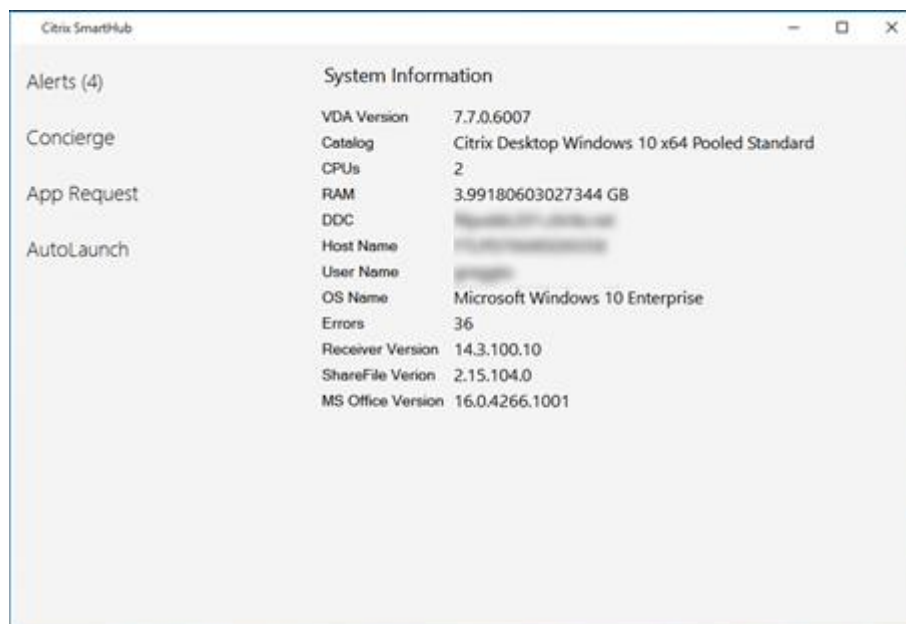 Citrix SmartHub
Alerts (4)
Concierge
App Request
AutoLaunch
System Information
VDA Version 7.7.0.6007
Catalog Citrix Desktop Windows 10 x64 Pooled Standard
CPUs 2
RAM 3.99180603027344 GB
DDC
Host Name
User Name
OS Name Microsoft Windows 10 Enterprise
Errors 36
Receiver Version 14.3.100.10
ShareFile Verion 2.15.104.0
MS Office Version 16.0.4266.1001